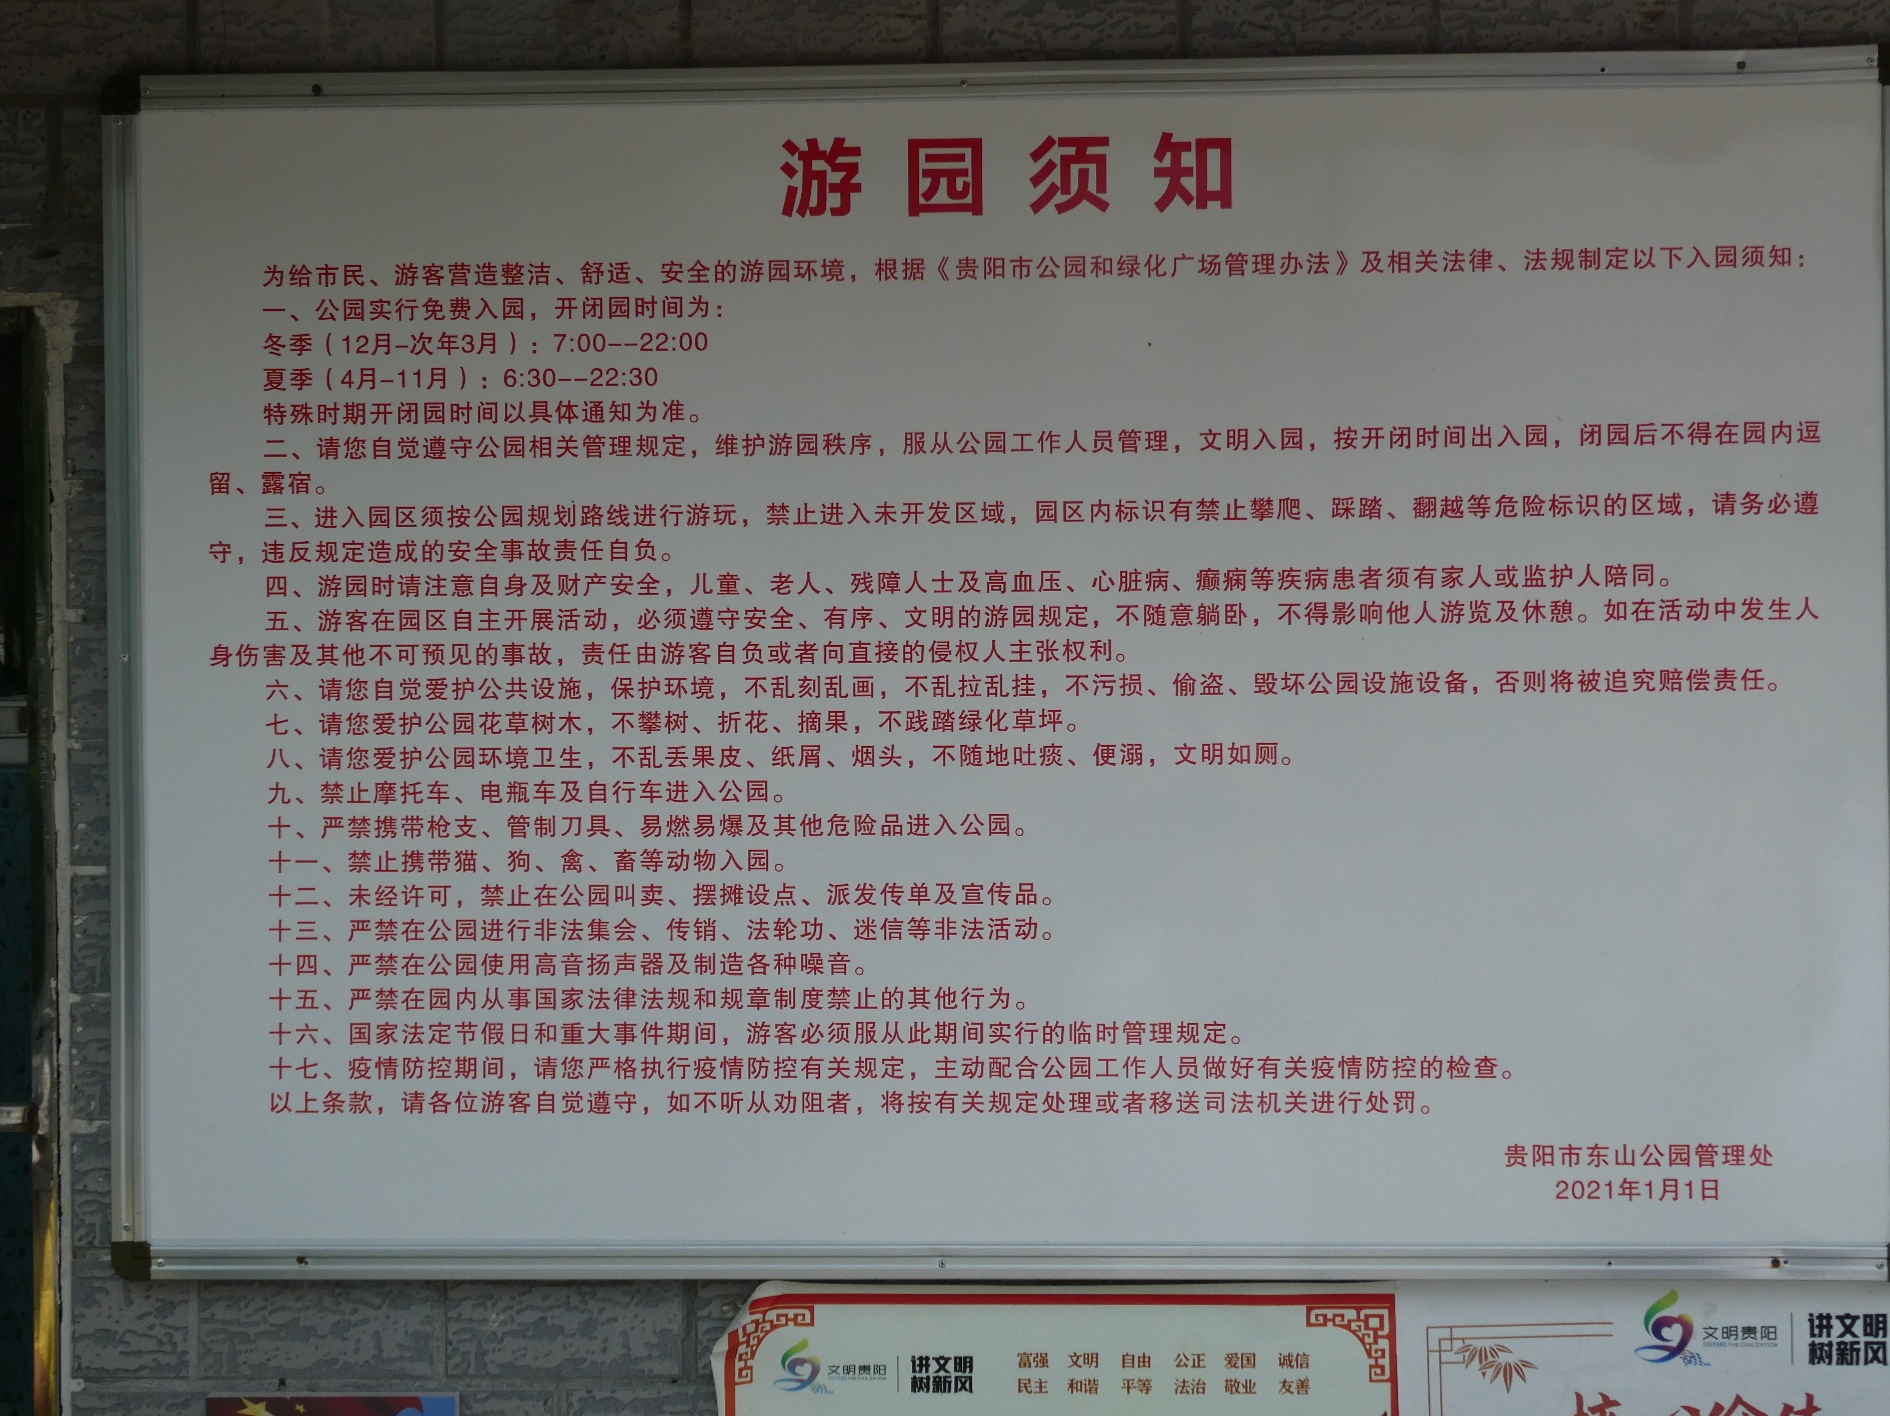 游园须知
为给市民、游客营造整洁、舒适、安全的游园环境，根据《贵阳市公园和绿化广场管理办法》及相关法律、法规制定以下入园须知：
一、公园实行免费入园，开闭园时间为：
冬季（12月-次年3月）：7:00--22:00
夏季（4月-11月）：6:30--22:30
特殊时期开闭园时间以具体通知为准。
二、请您自觉遵守公园相关管理规定，维护游园秩序，服从公园工作人员管理，文明入园，按开闭时间出入园，闭园后不得在园内逗
留、露宿。
三、进入园区须按公园规划路线进行游玩，禁止进入未开发区域，园区内标识有禁止攀爬、踩踏、翻越等危险标识的区域，请务必遵
守，违反规定造成的安全事故责任自负。
四、游园时请注意自身及财产安全，儿童、老人、残障人士及高血压、心脏病、癫痫等疾病患者须有家人或监护人陪同。
五、游客在园区自主开展活动，必须遵守安全、有序、文明的游园规定，不随意躺卧，不得影响他人游览及休憩。如在活动中发生人
身伤害及其他不可预见的事故，责任由游客自负或者向直接的侵权人主张权利。
六、请您自觉爱护公共设施，保护环境，不乱刻乱画，不乱拉乱挂，不污损、偷盗、毁坏公园设施设备，否则将被追究赔偿责任。
七、请您爱护公园花草树木，不攀树、折花、摘果，不践踏绿化草坪。
八、请您爱护公园环境卫生，不乱丢果皮、纸屑、烟头，不随地吐痰、便溺，文明如厕。
九、禁止摩托车、电瓶车及自行车进入公园。
十、严禁携带枪支、管制刀具、易燃易爆及其他危险品进入公园。
十一、禁止携带猫、狗、禽、畜等动物入园。
十二、未经许可，禁止在公园叫卖、摆摊设点、派发传单及宣传品。
十三、严禁在公园进行非法集会、传销、法轮功、迷信等非法活动。
十四、严禁在公园使用高音扬声器及制造各种噪音。
十五、严禁在园内从事国家法律法规和规章制度禁止的其他行为。
十六、国家法定节假日和重大事件期间，游客必须服从此期间实行的临时管理规定。
十七、疫情防控期间，请您严格执行疫情防控有关规定，主动配合公园工作人员做好有关疫情防控的检查。
以上条款，请各位游客自觉遵守，如不听从劝阻者，将按有关规定处理或者移送司法机关进行处罚。
贵阳市东山公园管理处
2021年1月1日
文明贵阳 讲文明 树新风
富强 文明 自由 公正 爱国 诚信
民主 和谐 平等 法治 敬业 友善
文明贵阳 讲文明 树新风